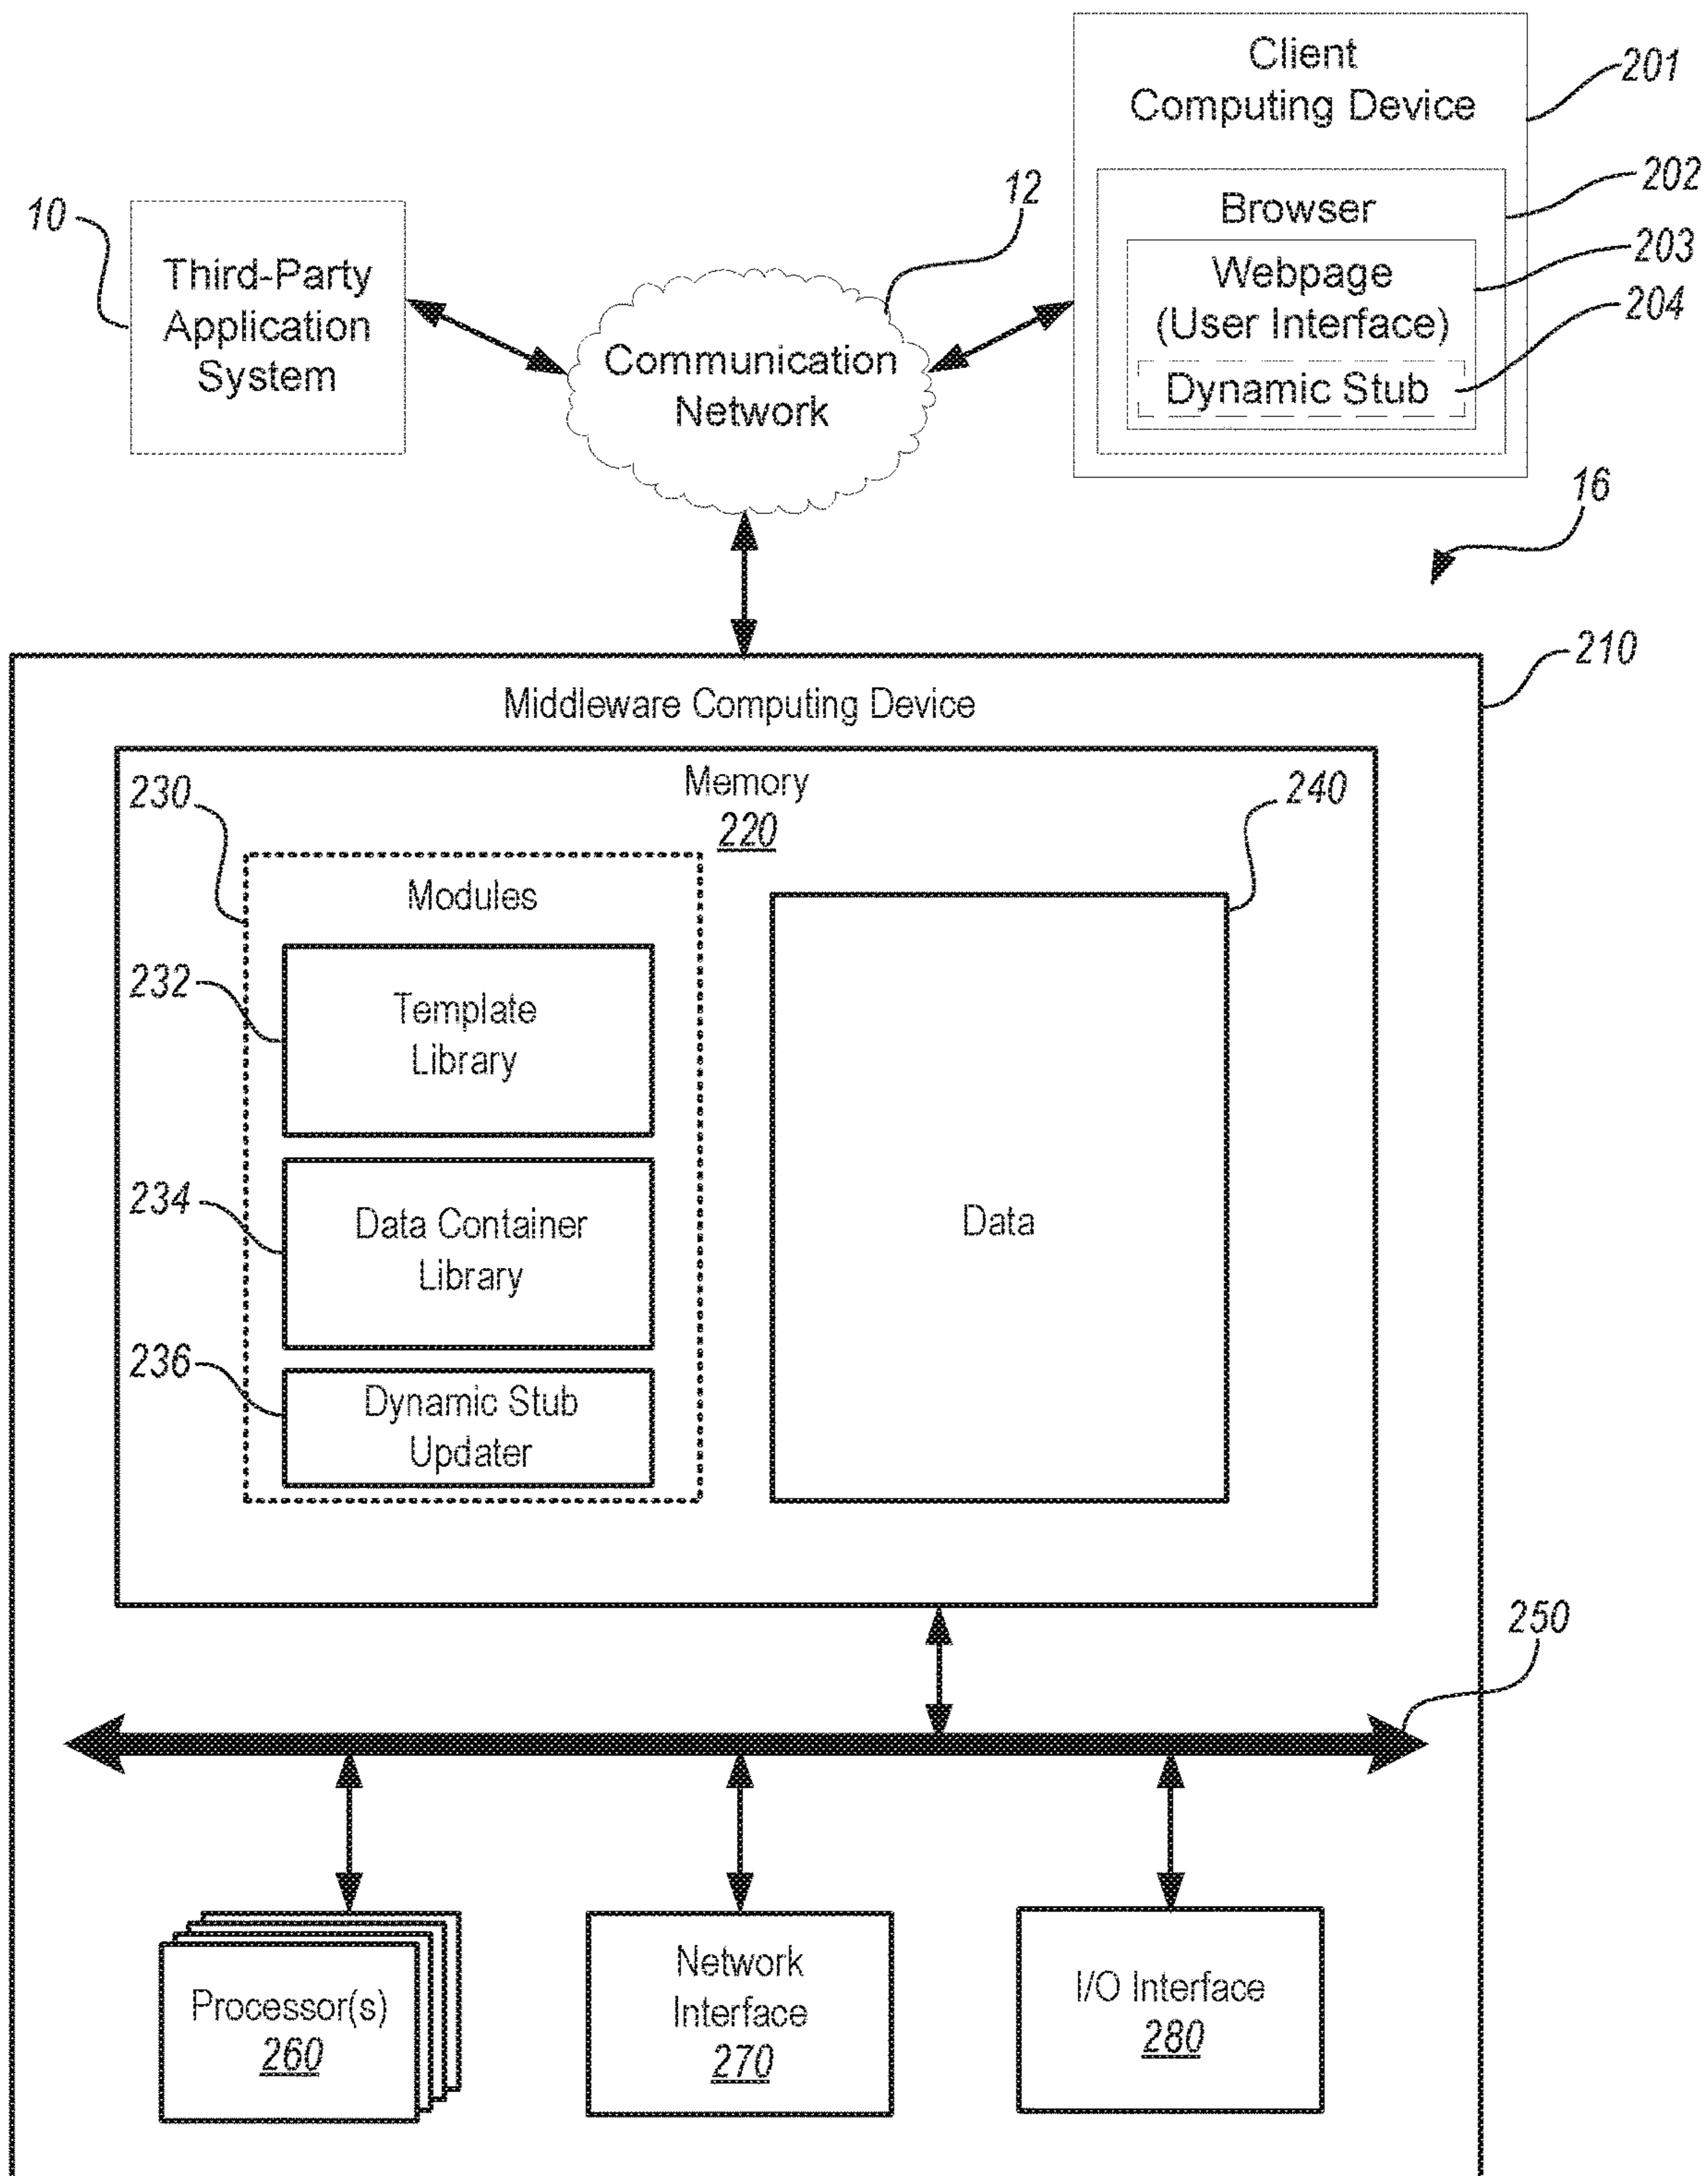 Client
Computing Device
201
Browser
202
Webpage
(User Interface)
203
Dynamic Stub
204
10
Third-Party
Application
System
12
Communication
Network
16
210
Middleware Computing Device
Memory
220
230
Modules
240
232
Template
Library
234
Data Container
Library
Data
236
Dynamic Stub
Updater
250
Processor(s)
260
Network
Interface
270
I/O Interface
280